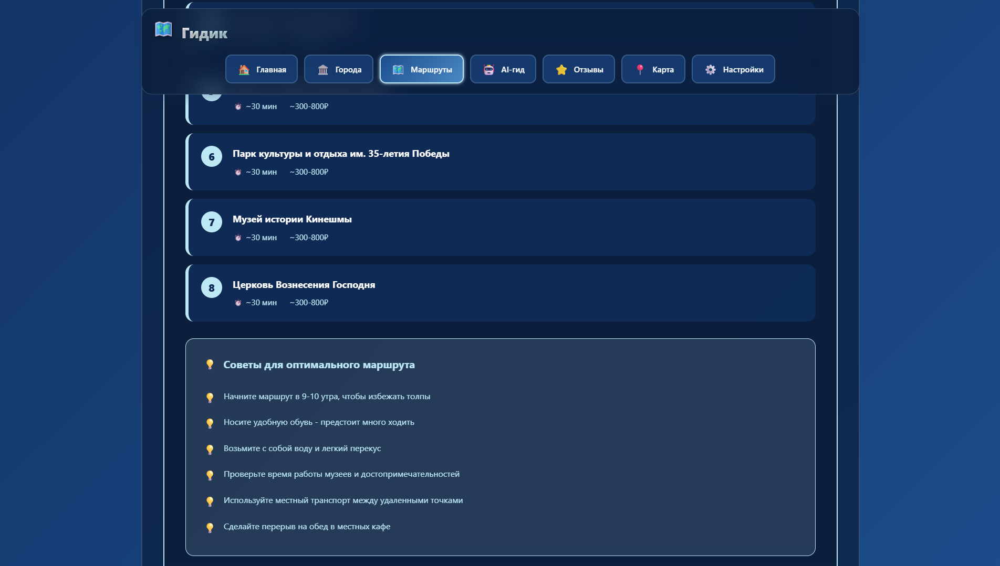 Гидик
Главная
Города
Маршруты
AI-гид
Отзывы
Карта
Настройки
~30 мин ~300-800₽
6
Парк культуры и отдыха им. 35-летия Победы
~30 мин ~300-800₽
7
Музей истории Кинешмы
~30 мин ~300-800₽
8
Церковь Вознесения Господня
~30 мин ~300-800₽
Советы для оптимального маршрута
Начните маршрут в 9-10 утра, чтобы избежать толпы
Носите удобную обувь - предстоит много ходить
Возьмите с собой воду и легкий перекус
Проверьте время работы музеев и достопримечательностей
Используйте местный транспорт между удаленными точками
Сделайте перерыв на обед в местных кафе